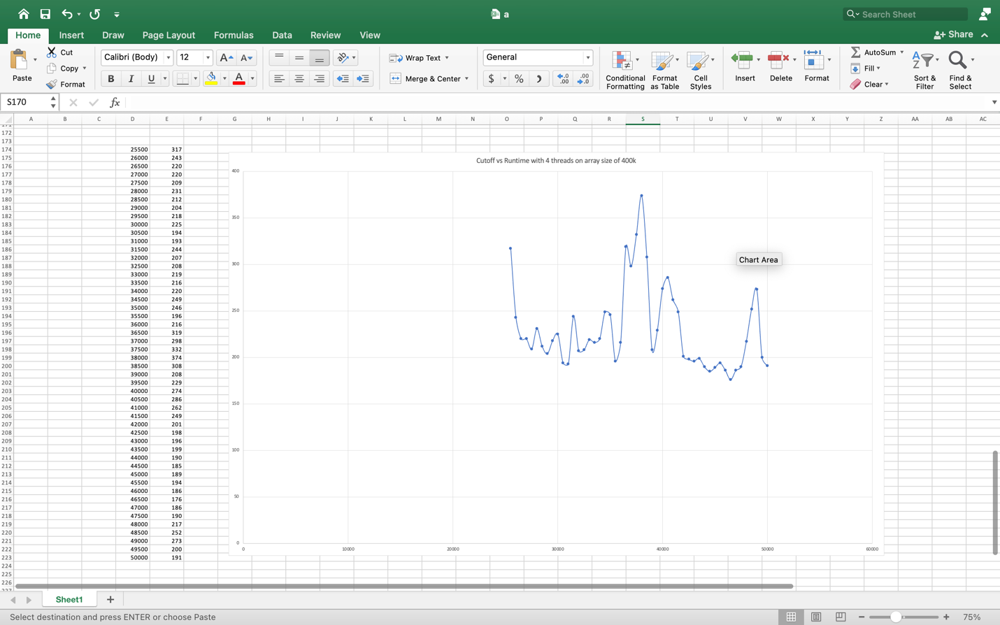 a
Search Sheet
Home Insert Draw Page Layout Formulas Data Review View
Share
Paste
Cut
Copy
Format
Calibri (Body) 12
B I U
Wrap Text
Merge & Center
General
$ %
Conditional Formatting
Format as Table
Cell Styles
Insert
Delete
Format
AutoSum
Fill
Clear
Sort & Filter
Find & Select
S170
fx
A B C D E F G H I J K L M N O P Q R S T U V W X Y Z AA AB AC
172
173
174 25500 317
175 26000 243
176 26500 220
177 27000 220
178 27500 209
179 28000 231
180 28500 212
181 29000 204
182 29500 218
183 30000 225
184 30500 194
185 31000 193
186 31500 244
187 32000 207
188 32500 208
189 33000 219
190 33500 216
191 34000 220
192 34500 249
193 35000 246
194 35500 196
195 36000 216
196 36500 319
197 37000 298
198 37500 332
199 38000 374
200 38500 308
201 39000 208
202 39500 229
203 40000 274
204 40500 286
205 41000 262
206 41500 249
207 42000 201
208 42500 198
209 43000 196
210 43500 199
211 44000 190
212 44500 185
213 45000 189
214 45500 194
215 46000 186
216 46500 176
217 47000 186
218 47500 190
219 48000 217
220 48500 252
221 49000 273
222 49500 200
223 50000 191
224
225
226
Cutoff vs Runtime with 4 threads on array size of 400k
400
350
300
250
200
150
100
50
0
0 10000 20000 30000 40000 50000 60000
Chart Area
Sheet1
Select destination and press ENTER or choose Paste
75%